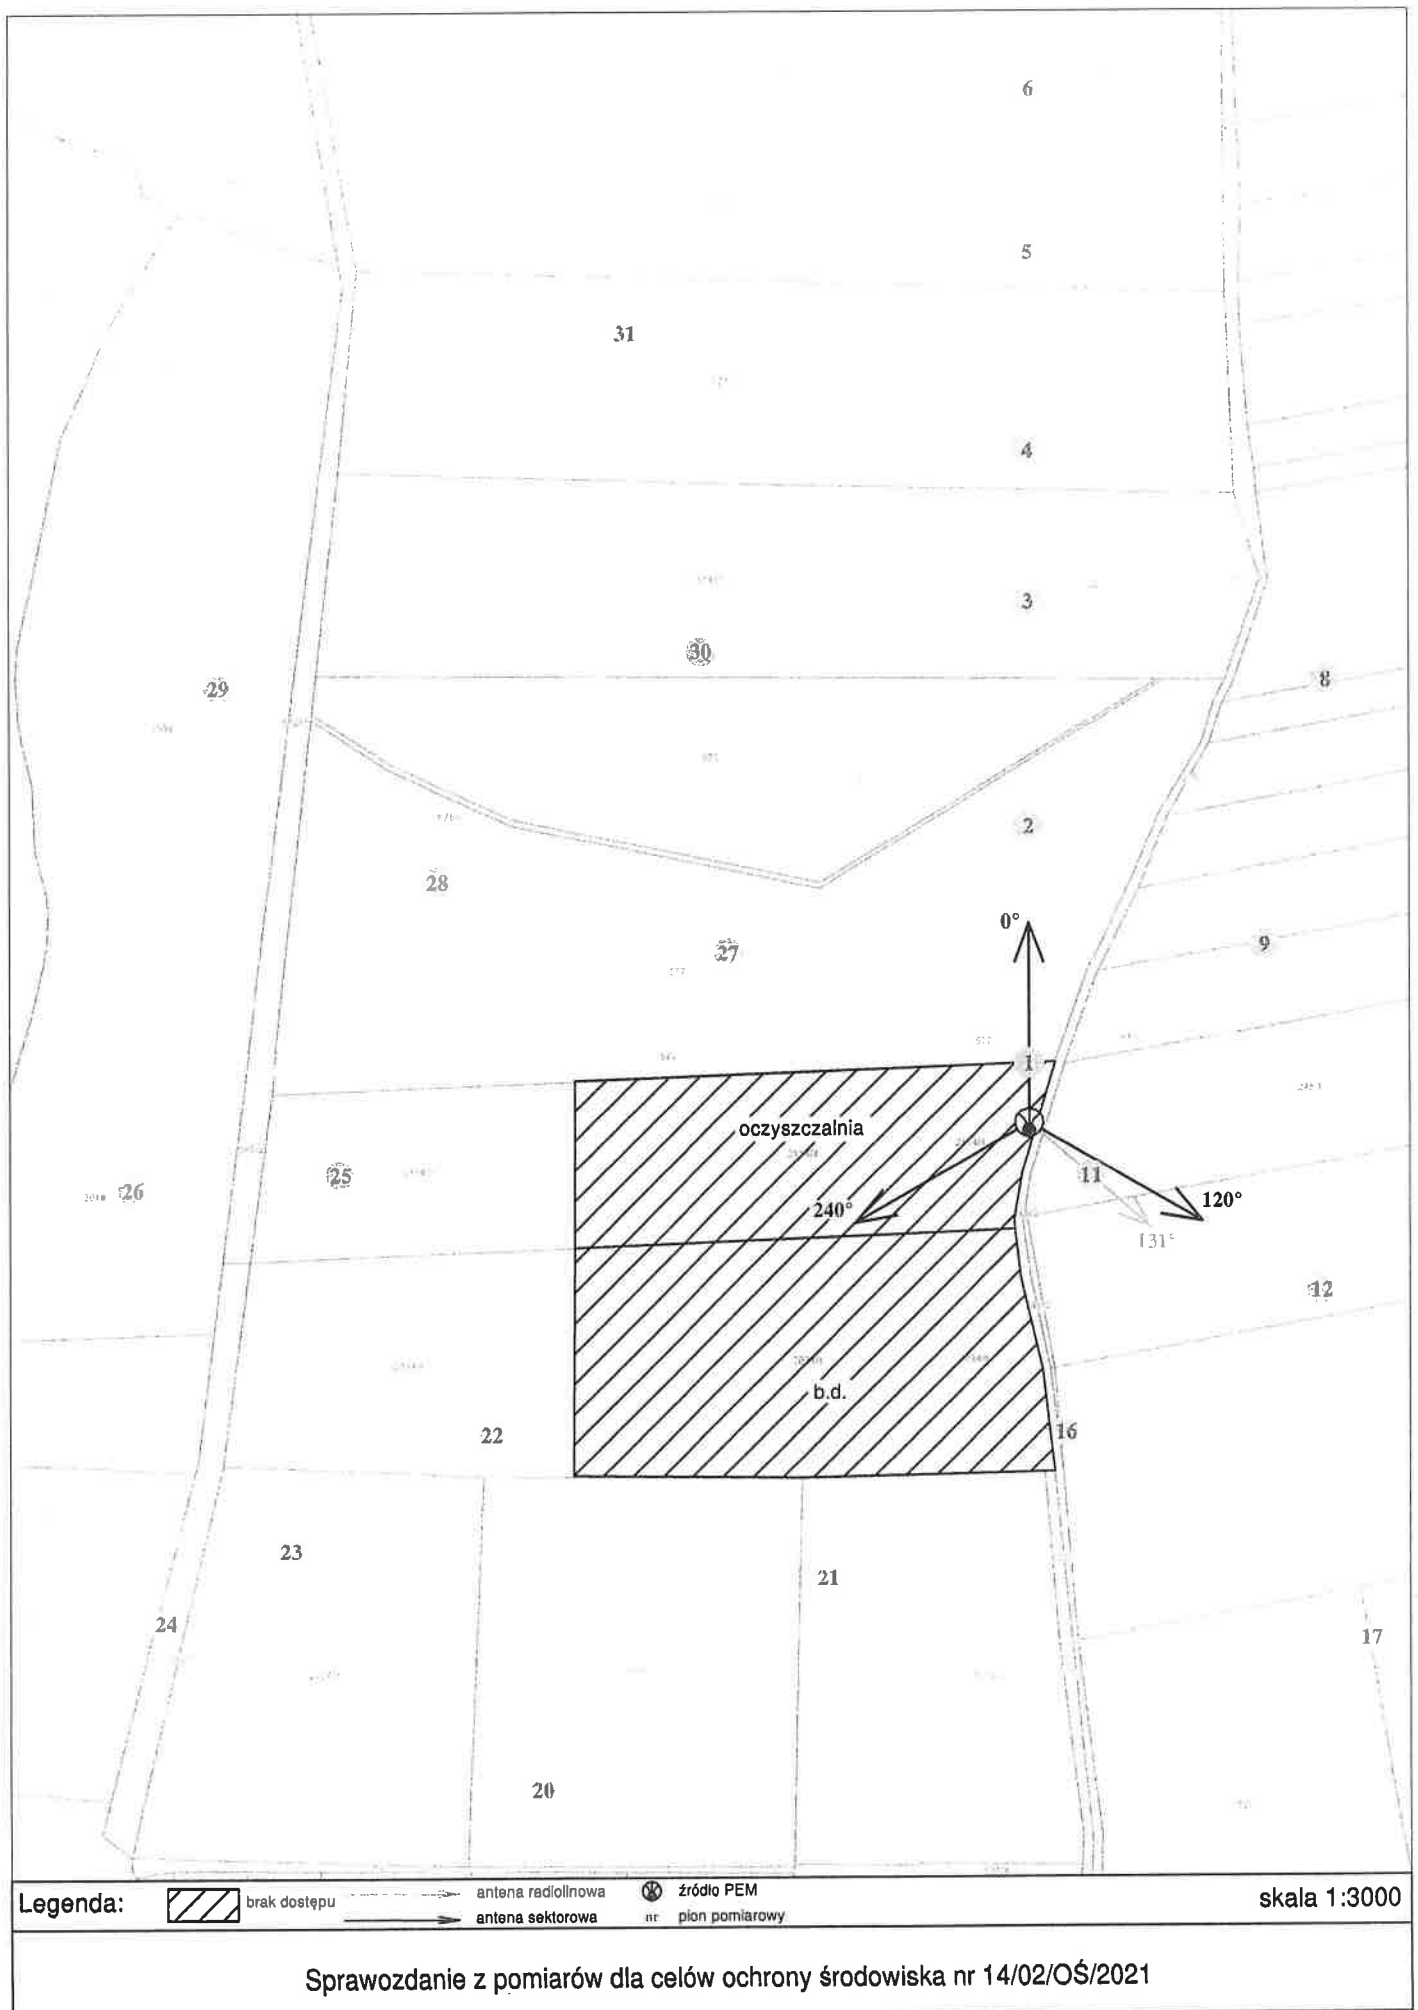 6
5
31
4
3
30
29
8
2
28
27
9
0°
577
1
oczyszczalnia
25
26
11
240°
120°
131°
12
b.d.
22
16
23
21
24
17
20
Legenda:
brak dostępu
antena radiolinowa
antena sektorowa
źródło PEM
nr pion pomiarowy
skala 1:3000
Sprawozdanie z pomiarów dla celów ochrony środowiska nr 14/02/OŚ/2021